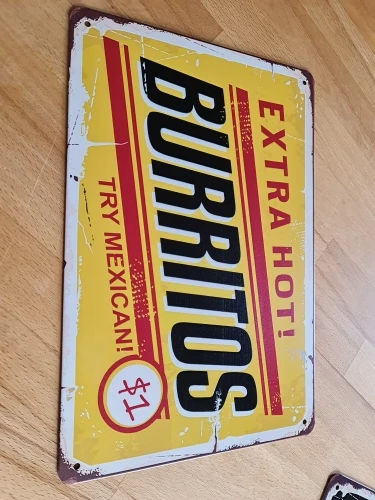 EXTRA HOT!
BURRITOS
TRY MEXICAN!
$1